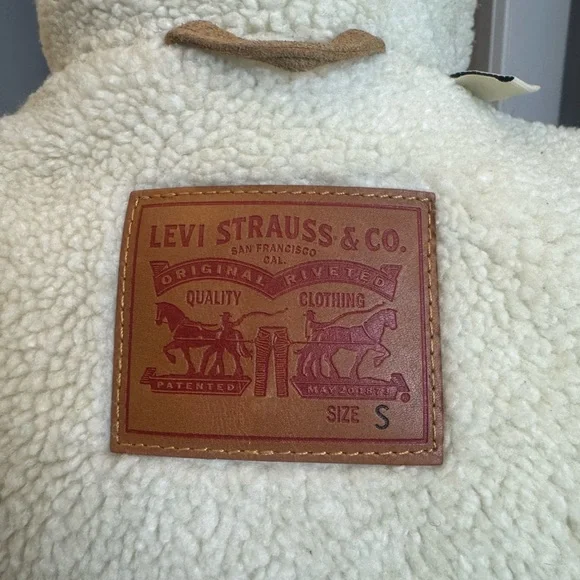 LEVI STRAUSS & CO.
SAN FRANCISCO
CAL.
ORIGINAL RIVETED
QUALITY CLOTHING
PATENTED MAY 20 1873
®
SIZE S